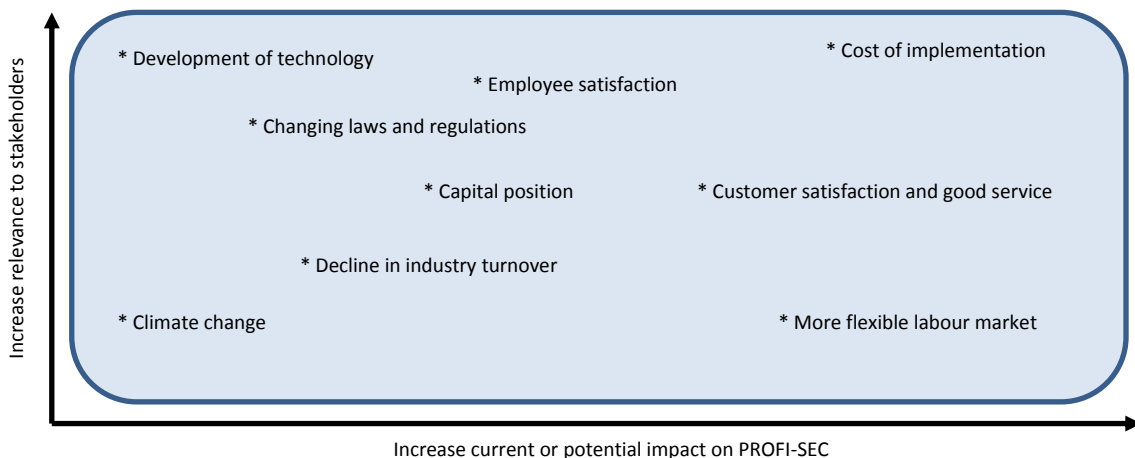 Increase relevance to stakeholders
* Cost of implementation
* Development of technology
* Employee satisfaction
* Changing laws and regulations
* Capital position
* Customer satisfaction and good service
* Decline in industry turnover
* Climate change
* More flexible labour market
Increase current or potential impact on PROFI-SEC